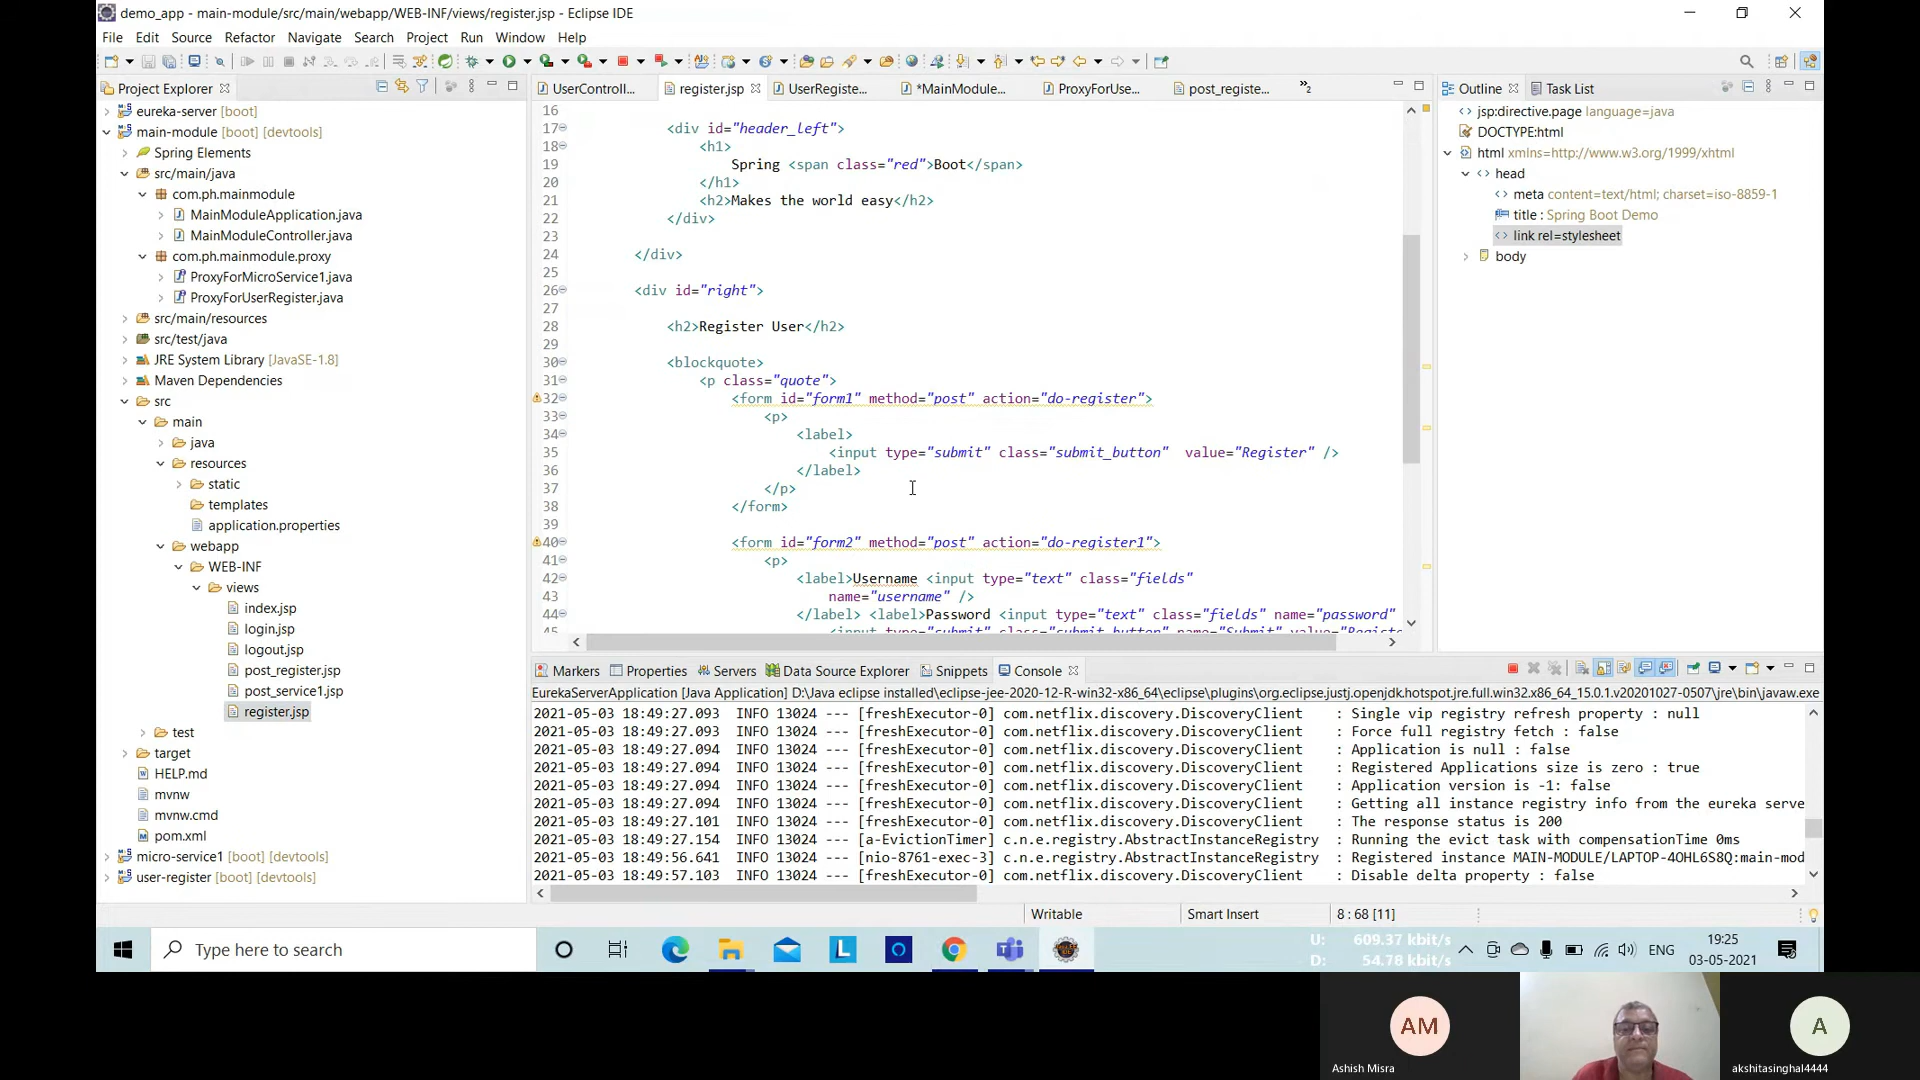 demo_app - main-module/src/main/webapp/WEB-INF/views/register.jsp - Eclipse IDE
File Edit Source Refactor Navigate Search Project Run Window Help
Project Explorer
eureka-server [boot]
main-module [boot] [devtools]
Spring Elements
src/main/java
com.ph.mainmodule
MainModuleApplication.java
MainModuleController.java
com.ph.mainmodule.proxy
ProxyForMicroService1.java
ProxyForUserRegister.java
src/main/resources
src/test/java
JRE System Library [JavaSE-1.8]
Maven Dependencies
src
main
java
resources
static
templates
application.properties
webapp
WEB-INF
views
index.jsp
login.jsp
logout.jsp
post_register.jsp
post_service1.jsp
register.jsp
test
target
HELP.md
mvnw
mvnw.cmd
pom.xml
micro-service1 [boot] [devtools]
user-register [boot] [devtools]
UserControll... register.jsp UserRegiste... *MainModule... ProxyForUse... post_registe... »2
16
17 <div id="header_left">
18 <h1>
19 Spring <span class="red">Boot</span>
20 </h1>
21 <h2>Makes the world easy</h2>
22 </div>
23
24 </div>
25
26 <div id="right">
27
28 <h2>Register User</h2>
29
30 <blockquote>
31 <p class="quote">
32 <form id="form1" method="post" action="do-register">
33 <p>
34 <label>
35 <input type="submit" class="submit_button" value="Register" />
36 </label>
37 </p>
38 </form>
39
40 <form id="form2" method="post" action="do-register1">
41 <p>
42 <label>Username <input type="text" class="fields"
43 name="username" />
44 </label> <label>Password <input type="text" class="fields" name="password"
45 <input type="submit" class="submit_button" name="Submit" value="Regist
Outline Task List
jsp:directive.page language=java
DOCTYPE:html
html xmlns=http://www.w3.org/1999/xhtml
head
meta content=text/html; charset=iso-8859-1
title : Spring Boot Demo
link rel=stylesheet
body
Markers Properties Servers Data Source Explorer Snippets Console
EurekaServerApplication [Java Application] D:\Java eclipse installed\eclipse-jee-2020-12-R-win32-x86_64\eclipse\plugins\org.eclipse.justj.openjdk.hotspot.jre.full.win32.x86_64_15.0.1.v20201027-0507\jre\bin\javaw.exe
2021-05-03 18:49:27.093 INFO 13024 --- [freshExecutor-0] com.netflix.discovery.DiscoveryClient : Single vip registry refresh property : null
2021-05-03 18:49:27.093 INFO 13024 --- [freshExecutor-0] com.netflix.discovery.DiscoveryClient : Force full registry fetch : false
2021-05-03 18:49:27.094 INFO 13024 --- [freshExecutor-0] com.netflix.discovery.DiscoveryClient : Application is null : false
2021-05-03 18:49:27.094 INFO 13024 --- [freshExecutor-0] com.netflix.discovery.DiscoveryClient : Registered Applications size is zero : true
2021-05-03 18:49:27.094 INFO 13024 --- [freshExecutor-0] com.netflix.discovery.DiscoveryClient : Application version is -1: false
2021-05-03 18:49:27.094 INFO 13024 --- [freshExecutor-0] com.netflix.discovery.DiscoveryClient : Getting all instance registry info from the eureka serve
2021-05-03 18:49:27.101 INFO 13024 --- [freshExecutor-0] com.netflix.discovery.DiscoveryClient : The response status is 200
2021-05-03 18:49:27.154 INFO 13024 --- [a-EvictionTimer] c.n.e.registry.AbstractInstanceRegistry : Running the evict task with compensationTime 0ms
2021-05-03 18:49:56.641 INFO 13024 --- [nio-8761-exec-3] c.n.e.registry.AbstractInstanceRegistry : Registered instance MAIN-MODULE/LAPTOP-4OHL6S8Q:main-mod
2021-05-03 18:49:57.103 INFO 13024 --- [freshExecutor-0] com.netflix.discovery.DiscoveryClient : Disable delta property : false
Writable Smart Insert 8 : 68 [11]
Type here to search
U: 609.37 kbit/s
D: 54.78 kbit/s
ENG
19:25
03-05-2021
AM
Ashish Misra
A
akshitasinghal4444